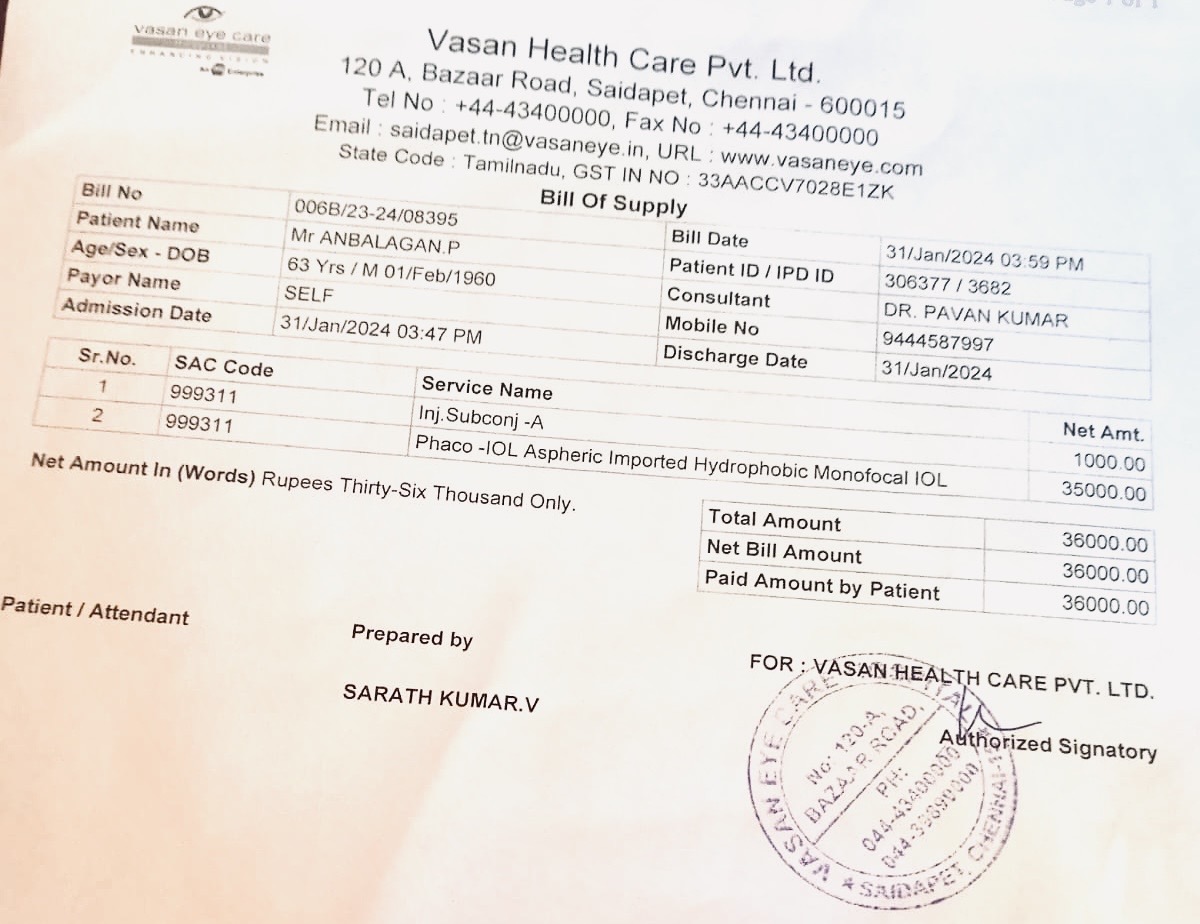 vasan eye care
ENHANCING VISION
Vasan Health Care Pvt. Ltd.
120 A, Bazaar Road, Saidapet, Chennai - 600015
Tel No : +44-43400000, Fax No : +44-43400000
Email : saidapet.tn@vasaneye.in, URL : www.vasaneye.com
State Code : Tamilnadu, GST IN NO : 33AACCV7028E1ZK
Bill Of Supply
Bill No 006B/23-24/08395 Bill Date 31/Jan/2024 03:59 PM
Patient Name Mr ANBALAGAN.P Patient ID / IPD ID 306377 / 3682
Age/Sex - DOB 63 Yrs / M 01/Feb/1960 Consultant DR. PAVAN KUMAR
Payor Name SELF Mobile No 9444587997
Admission Date 31/Jan/2024 03:47 PM Discharge Date 31/Jan/2024
Sr.No. SAC Code Service Name Net Amt.
1 999311 Inj.Subconj -A 1000.00
2 999311 Phaco -IOL Aspheric Imported Hydrophobic Monofocal IOL 35000.00
Net Amount In (Words) Rupees Thirty-Six Thousand Only.
Total Amount 36000.00
Net Bill Amount 36000.00
Paid Amount by Patient 36000.00
Patient / Attendant
Prepared by
SARATH KUMAR.V
FOR : VASAN HEALTH CARE PVT. LTD.
Authorized Signatory
VASAN EYE CARE HOSPITAL
No: 120-A,
BAZAAR ROAD,
PH:
044-43400000
SAIDAPET, CHENNAI-15